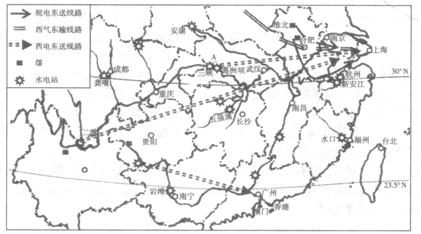 皖电东送线路
西气东输线路
西电东送线路
煤
水电站
安康
淮北
合肥
南京
上海
成都
龚嘴
三峡
葛洲坝
武汉
杭州
新安江
30°N
重庆
南昌
五强溪
长沙
贵阳
水口
福州
台北
23.5°N
岩滩
南宁
广州
澳门
香港
A